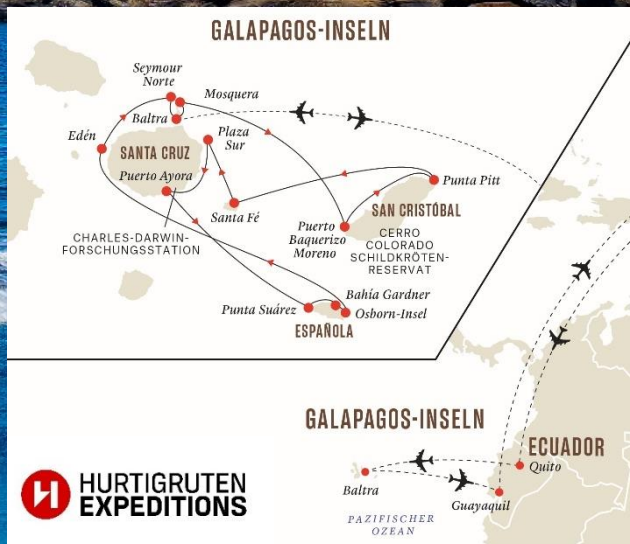 GALAPAGOS-INSELN
Seymour
Norte
Mosquera
Baltra
Edén
Plaza
Sur
SANTA CRUZ
Puerto Ayora
Punta Pitt
Santa Fé
SAN CRISTÓBAL
CHARLES-DARWIN-
FORSCHUNGSSTATION
Puerto
Baquerizo
Moreno
CERRO
COLORADO
SCHILDKRÖTEN-
RESERVAT
Bahía Gardner
Punta Suárez
Osborn-Insel
ESPAÑOLA
GALAPAGOS-INSELN
ECUADOR
Quito
Baltra
Guayaquil
PAZIFISCHER
OZEAN
HURTIGRUTEN
EXPEDITIONS